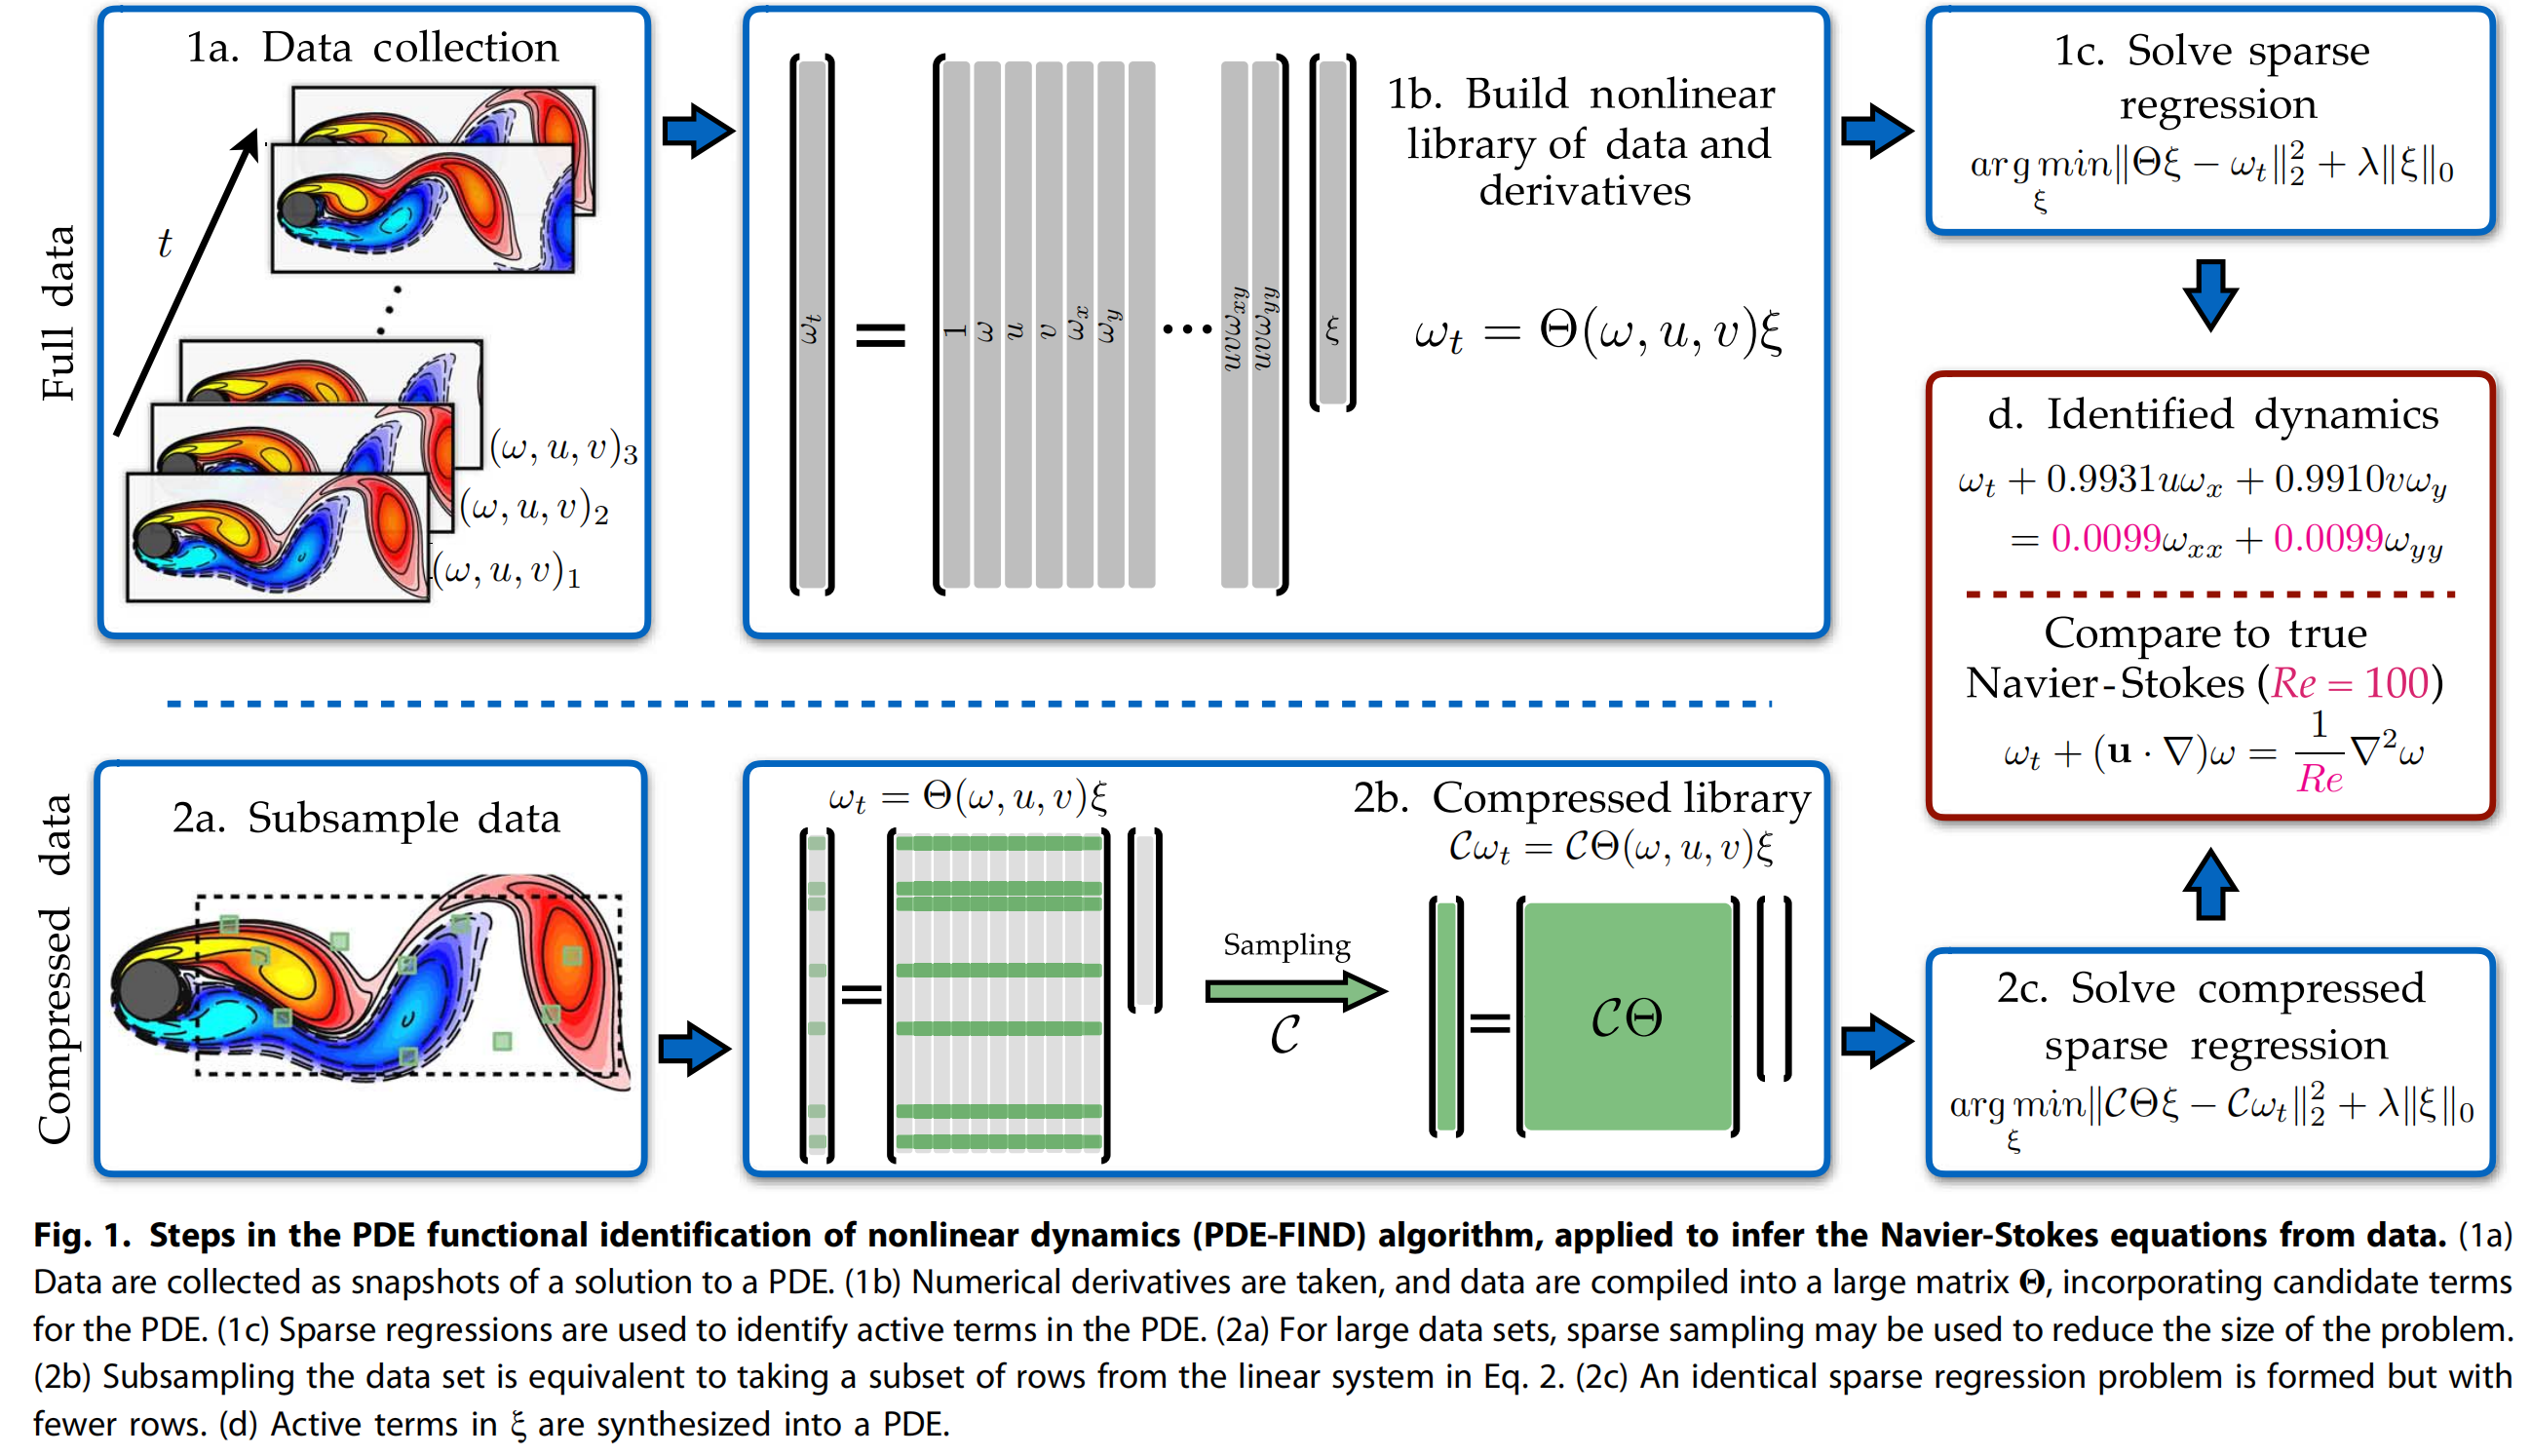 Full data
1a. Data collection
t
(ω, u, v)₃
(ω, u, v)₂
(ω, u, v)₁
ωₜ
=
1 ω u v ωₓ ω_y ··· uvω_xy uvω_yy
ξ
1b. Build nonlinear
library of data and
derivatives
ωₜ = Θ(ω, u, v)ξ
1c. Solve sparse
regression
arg min‖Θξ − ωₜ‖₂² + λ‖ξ‖₀
ξ
d. Identified dynamics
ωₜ + 0.9931uωₓ + 0.9910vω_y
= 0.0099ωₓₓ + 0.0099ω_yy
Compare to true
Navier-Stokes (Re = 100)
ωₜ + (u · ∇)ω = 1/Re ∇²ω
Compressed data
2a. Subsample data
ωₜ = Θ(ω, u, v)ξ
=
Sampling
C
2b. Compressed library
Cωₜ = CΘ(ω, u, v)ξ
= CΘ
2c. Solve compressed
sparse regression
arg min‖CΘξ − Cωₜ‖₂² + λ‖ξ‖₀
ξ
Fig. 1. Steps in the PDE functional identification of nonlinear dynamics (PDE-FIND) algorithm, applied to infer the Navier-Stokes equations from data. (1a)
Data are collected as snapshots of a solution to a PDE. (1b) Numerical derivatives are taken, and data are compiled into a large matrix Θ, incorporating candidate terms
for the PDE. (1c) Sparse regressions are used to identify active terms in the PDE. (2a) For large data sets, sparse sampling may be used to reduce the size of the problem.
(2b) Subsampling the data set is equivalent to taking a subset of rows from the linear system in Eq. 2. (2c) An identical sparse regression problem is formed but with
fewer rows. (d) Active terms in ξ are synthesized into a PDE.